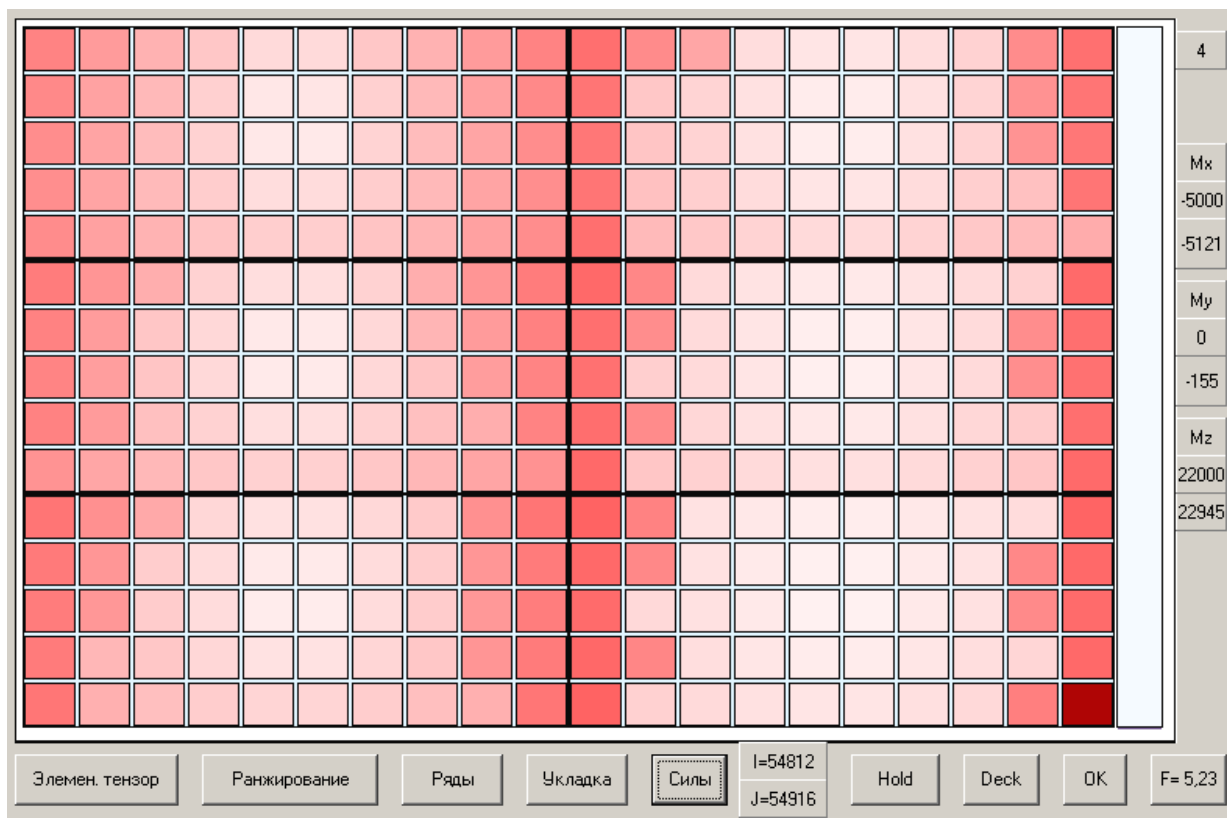 4
Mx
-5000
-5121
My
0
-155
Mz
22000
22945
Элемен. тензор
Ранжирование
Ряды
Укладка
Силы
I=54812
J=54916
Hold
Deck
OK
F= 5,23